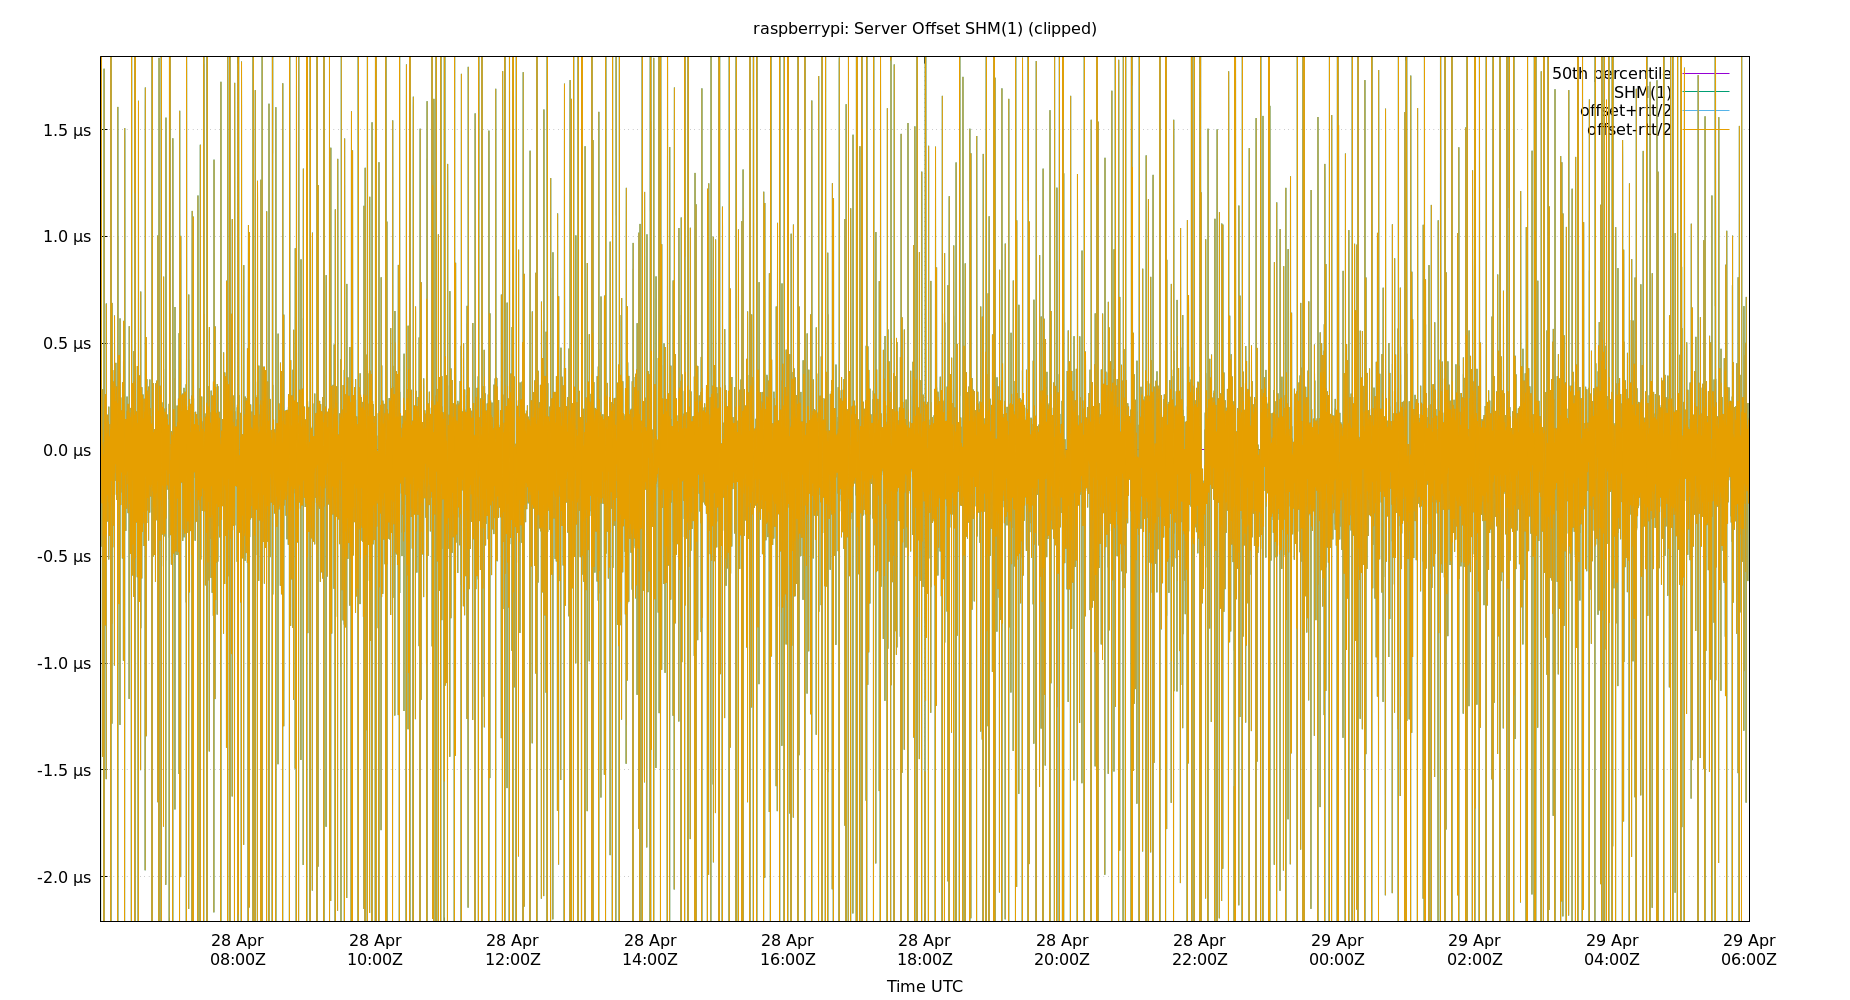 raspberrypi: Server Offset SHM(1) (clipped)
50th percentile
SHM(1)
offset+rtt/2
offset-rtt/2
1.5 µs
1.0 µs
0.5 µs
0.0 µs
-0.5 µs
-1.0 µs
-1.5 µs
-2.0 µs
28 Apr 28 Apr 28 Apr 28 Apr 28 Apr 28 Apr 28 Apr 28 Apr 29 Apr 29 Apr 29 Apr 29 Apr
08:00Z 10:00Z 12:00Z 14:00Z 16:00Z 18:00Z 20:00Z 22:00Z 00:00Z 02:00Z 04:00Z 06:00Z
Time UTC